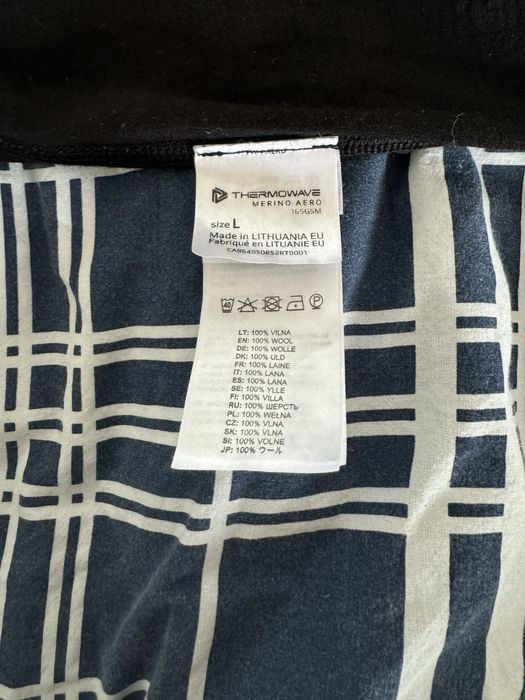 THERMOWAVE
MERINO AERO
165GSM
size L
Made in LITHUANIA EU
Fabriqué en LITUANIE EU
CA864950852RT0001
40
P
LT: 100% VILNA
EN: 100% WOOL
DE: 100% WOLLE
DK: 100% ULD
FR: 100% LAINE
IT: 100% LANA
ES: 100% LANA
SE: 100% YLLE
FI: 100% VILLA
RU: 100% ШЕРСТЬ
PL: 100% WEŁNA
CZ: 100% VLNA
SK: 100% VLNA
SI: 100% VOLNE
JP: 100% ウール